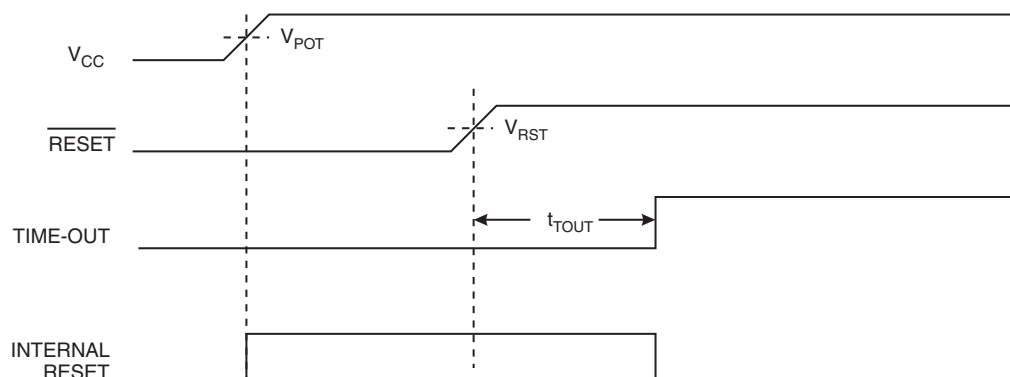 V_CC
V_POT
RESET
V_RST
TIME-OUT
t_TOUT
INTERNAL
RESET